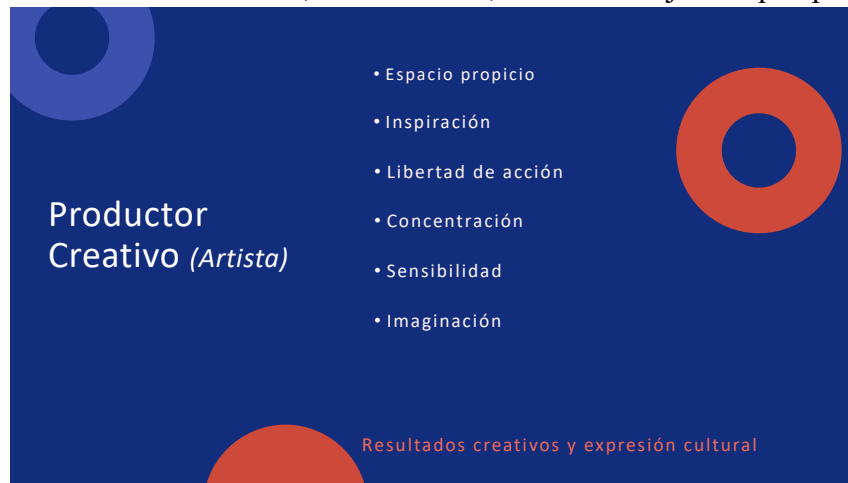 Productor
Creativo (Artista)
• Espacio propicio
• Inspiración
• Libertad de acción
• Concentración
• Sensibilidad
• Imaginación
Resultados creativos y expresión cultural